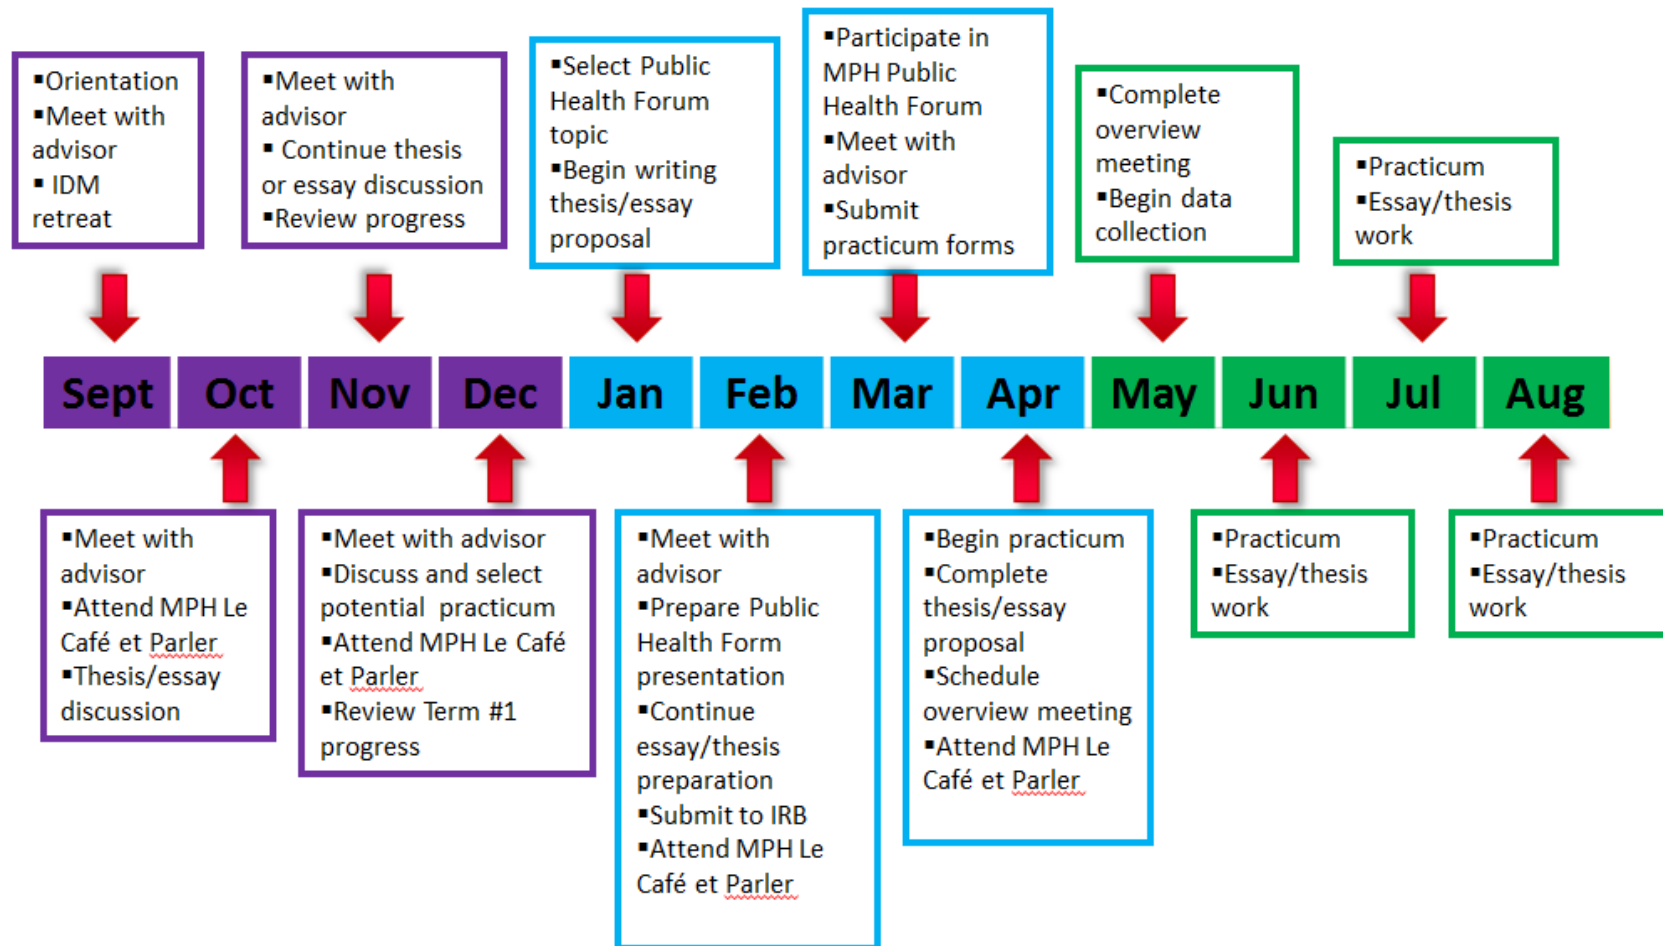 ▪Orientation
▪Meet with
advisor
▪ IDM
retreat
▪Meet with
advisor
▪ Continue thesis
or essay discussion
▪Review progress
▪Select Public
Health Forum
topic
▪Begin writing
thesis/essay
proposal
▪Participate in
MPH Public
Health Forum
▪Meet with
advisor
▪Submit
practicum forms
▪Complete
overview
meeting
▪Begin data
collection
▪Practicum
▪Essay/thesis
work
Sept Oct Nov Dec Jan Feb Mar Apr May Jun Jul Aug
▪Meet with
advisor
▪Attend MPH Le
Café et Parler
▪Thesis/essay
discussion
▪Meet with advisor
▪Discuss and select
potential practicum
▪Attend MPH Le Café
et Parler
▪Review Term #1
progress
▪Meet with
advisor
▪Prepare Public
Health Form
presentation
▪Continue
essay/thesis
preparation
▪Submit to IRB
▪Attend MPH Le
Café et Parler
▪Begin practicum
▪Complete
thesis/essay
proposal
▪Schedule
overview meeting
▪Attend MPH Le
Café et Parler
▪Practicum
▪Essay/thesis
work
▪Practicum
▪Essay/thesis
work